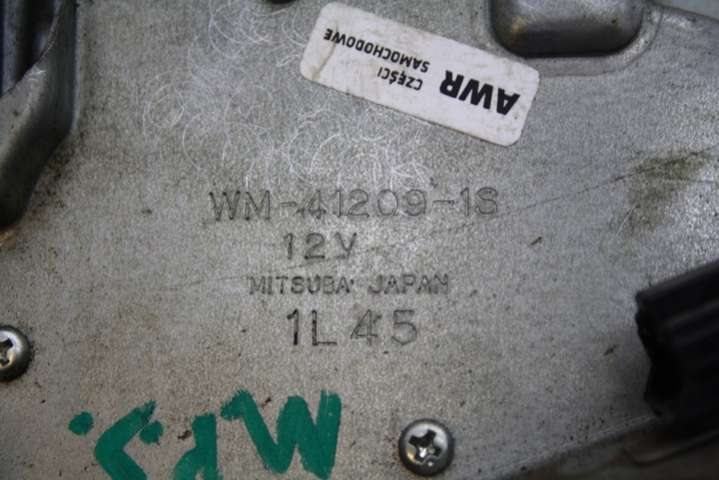 AWR
CZĘŚCI
SAMOCHODOWE
WM-41209-1S
12V
MITSUBA JAPAN
1L45